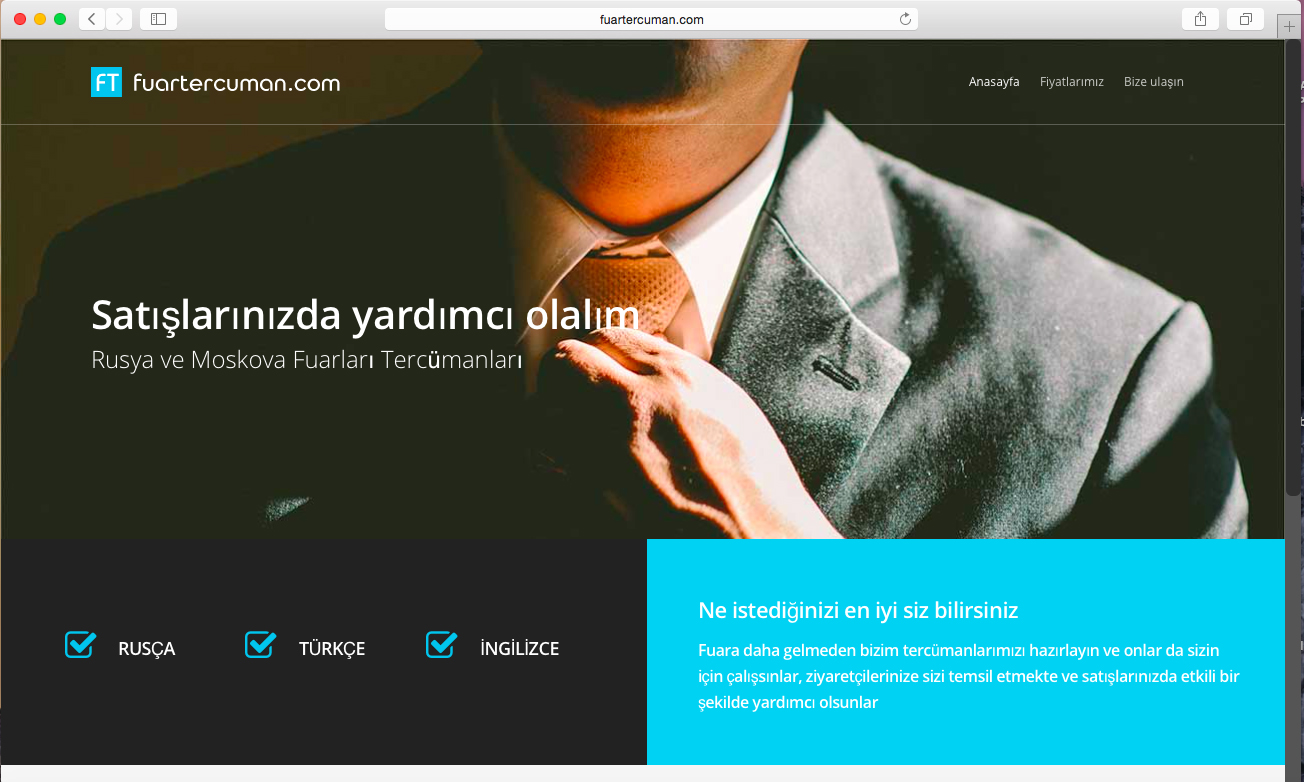 fuartercuman.com
FT fuartercuman.com
Anasayfa Fiyatlarımız Bize ulaşın
Satışlarınızda yardımcı olalım
Rusya ve Moskova Fuarları Tercümanları
RUSÇA TÜRKÇE İNGİLİZCE
Ne istediğinizi en iyi siz bilirsiniz
Fuara daha gelmeden bizim tercümanlarımızı hazırlayın ve onlar da sizin
için çalışsınlar, ziyaretçilerinize sizi temsil etmekte ve satışlarınızda etkili bir
şekilde yardımcı olsunlar